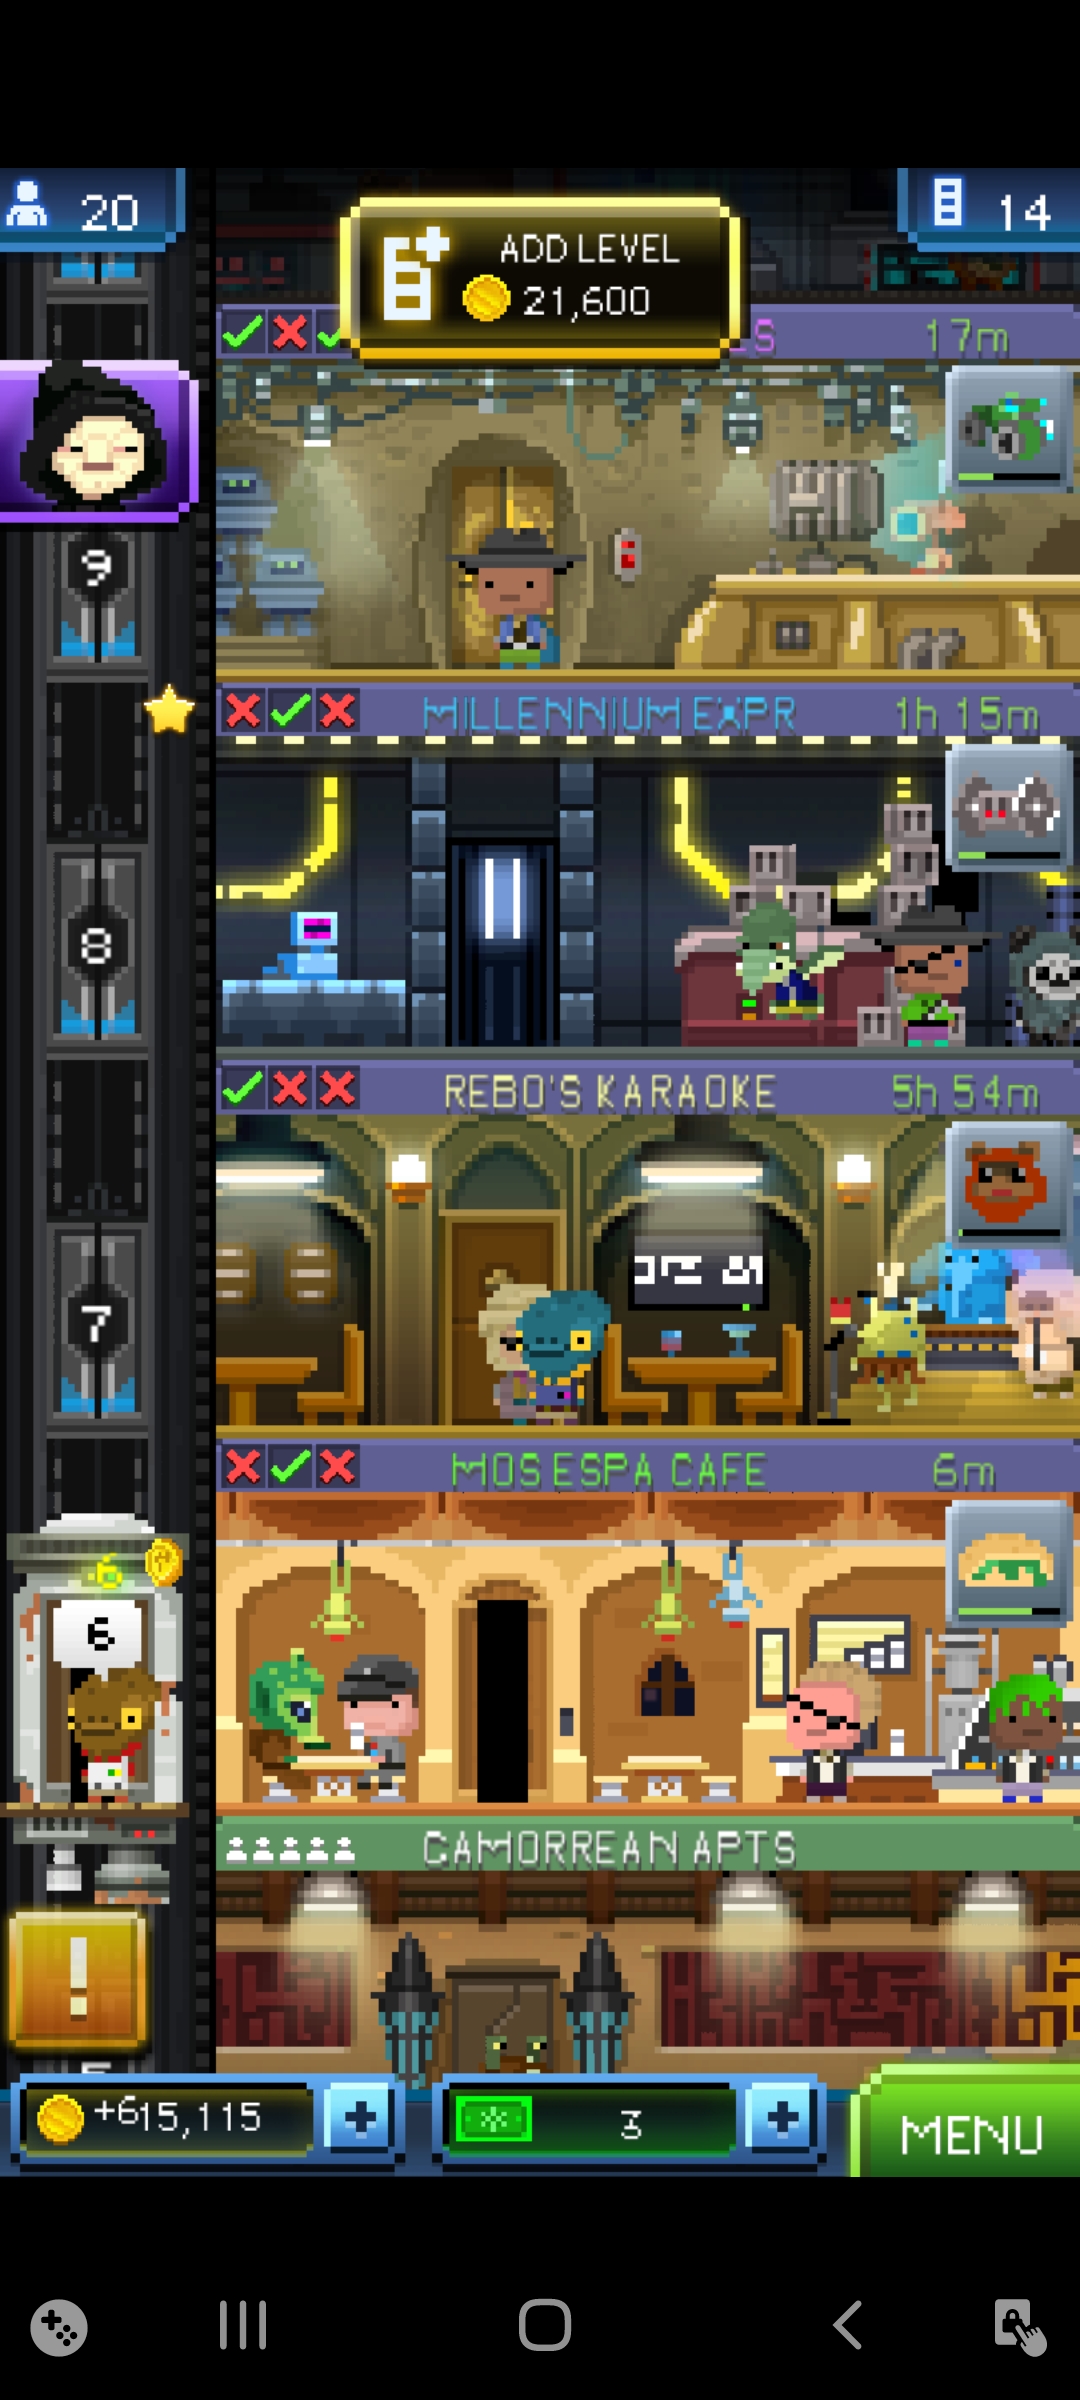 20
14
ADD LEVEL
21,600
S 17m
9
MILLENNIUM EXPR 1h 15m
8
REBO'S KARAOKE 5h 54m
7
MOS ESPA CAFE 6m
6
6
CAMORREAN APTS
!
+615,115
3
MENU